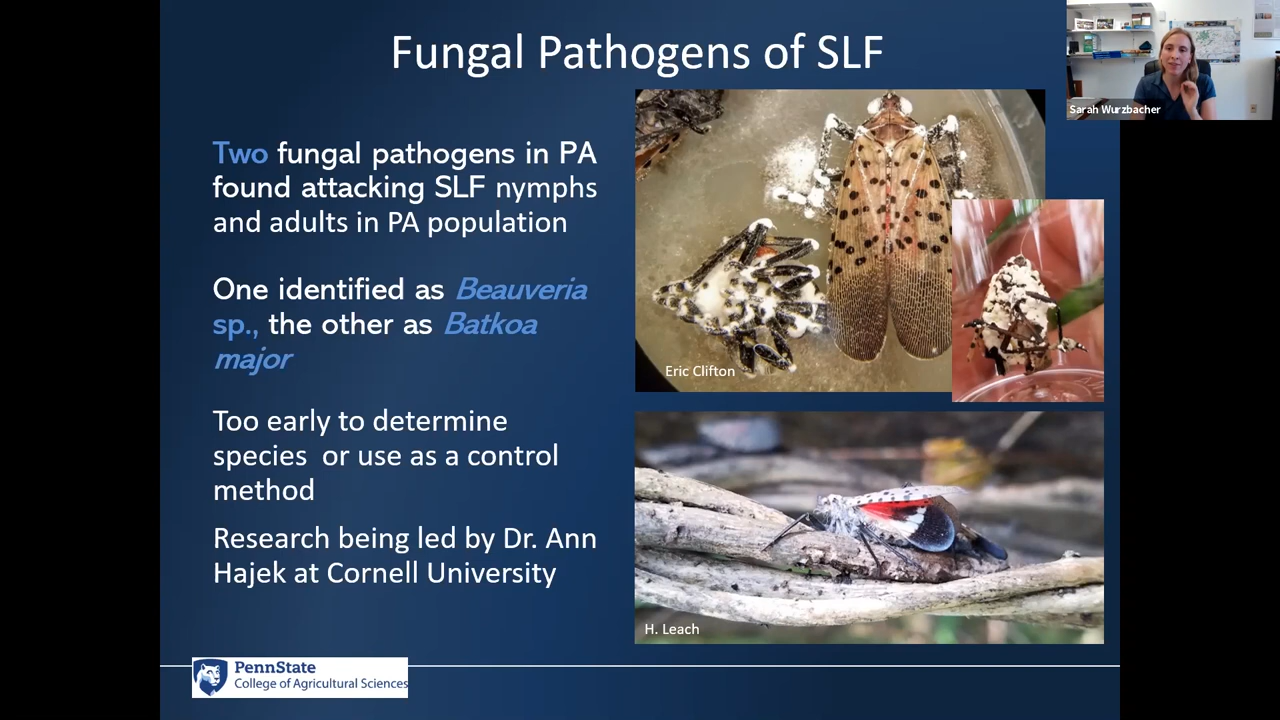 Fungal Pathogens of SLF
Sarah Wurzbacher
Two fungal pathogens in PA
found attacking SLF nymphs
and adults in PA population
One identified as Beauveria
sp., the other as Batkoa
major
Too early to determine
species or use as a control
method
Research being led by Dr. Ann
Hajek at Cornell University
Eric Clifton
H. Leach
PennState
College of Agricultural Sciences